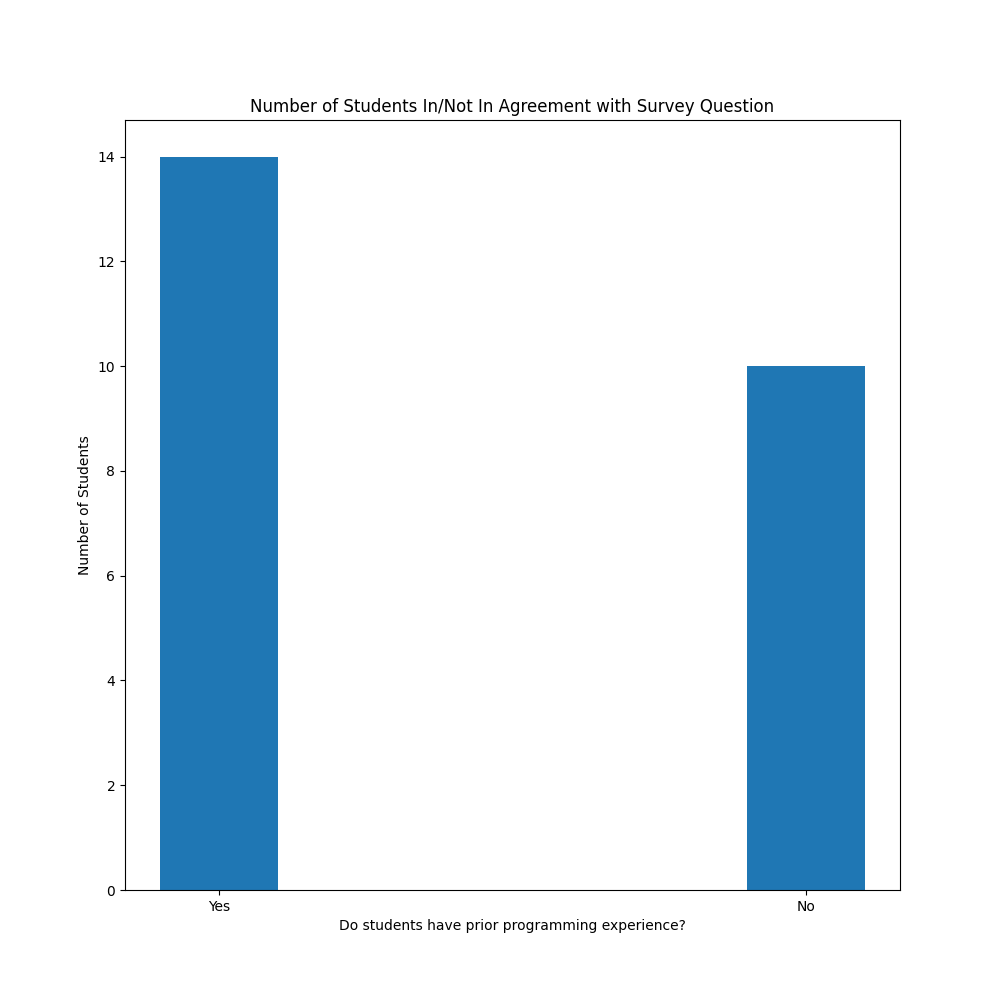 Number of Students In/Not In Agreement with Survey Question
14
12
10
8
6
4
2
0
Number of Students
Yes
No
Do students have prior programming experience?